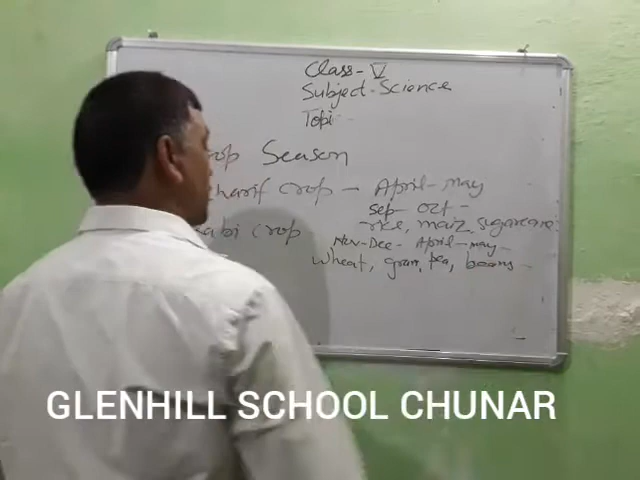 Class - V
Subject - Science
Topi -
rop Season
harif crop - April - May
Sep - Oct -
rice, maiz, sugarcane
abi crop Nov - Dec - April - may -
wheat, gram, pea, beans -
GLENHILL SCHOOL CHUNAR